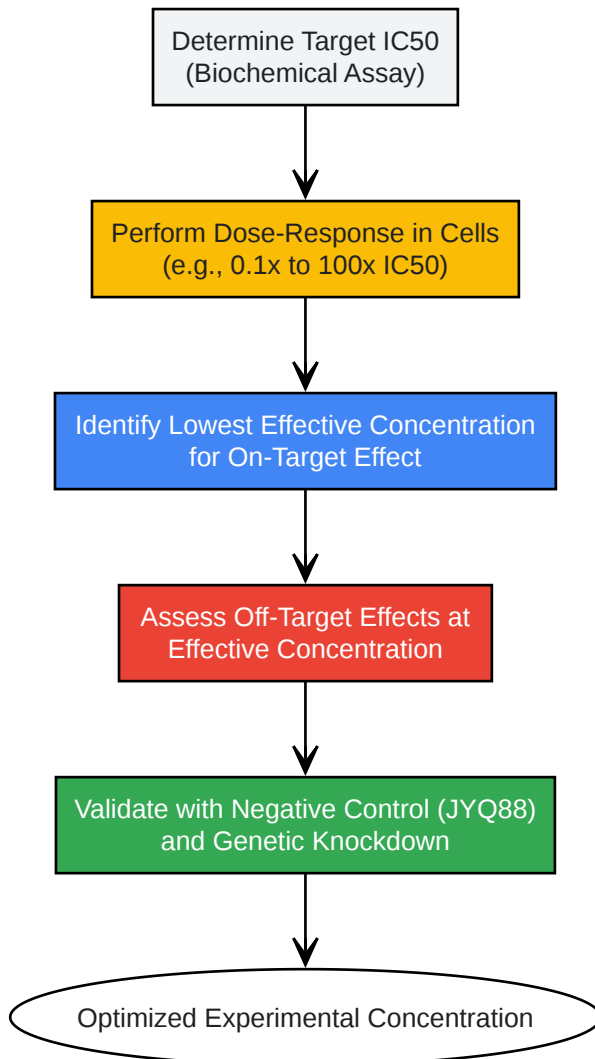 Determine Target IC50
(Biochemical Assay)
Perform Dose-Response in Cells
(e.g., 0.1x to 100x IC50)
Identify Lowest Effective Concentration
for On-Target Effect
Assess Off-Target Effects at
Effective Concentration
Validate with Negative Control (JYQ88)
and Genetic Knockdown
Optimized Experimental Concentration